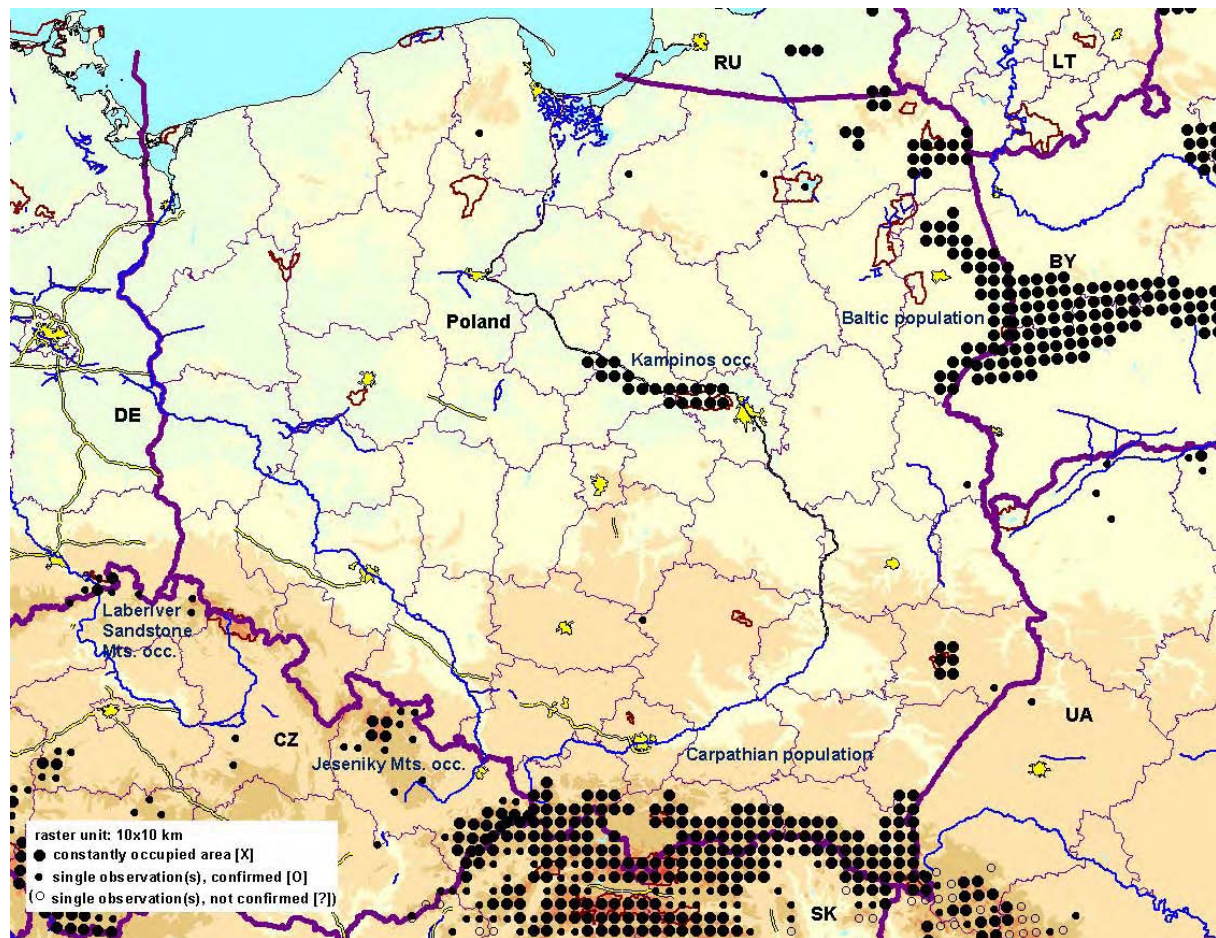 RU
LT
BY
Poland
Baltic population
Kampinos occ.
DE
Laberiver
Sandstone
Mts. occ.
CZ
Jeseniky Mts. occ.
Carpathian population
UA
SK
raster unit: 10x10 km
constantly occupied area [X]
single observation(s), confirmed [O]
( single observation(s), not confirmed [?])